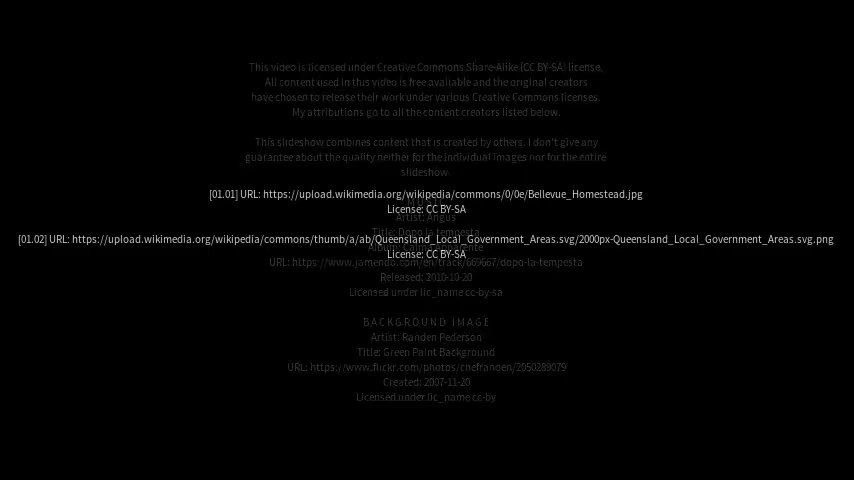 This video is licensed under Creative Commons Share-Alike (CC BY-SA) license.
All content used in this video is free available and the original creators
have chosen to release their work under various Creative Commons licenses.
My attributions go to all the content creators listed below.
This slideshow combines content that is created by others. I don't give any
guarantee about the quality neither for the individual images nor for the entire
slideshow.
[01.01] URL: https://upload.wikimedia.org/wikipedia/commons/0/0e/Bellevue_Homestead.jpg
License: CC BY-SA
Artist: Angus
Title: Dopo la tempesta
[01.02] URL: https://upload.wikimedia.org/wikipedia/commons/thumb/a/ab/Queensland_Local_Government_Areas.svg/2000px-Queensland_Local_Government_Areas.svg.png
License: CC BY-SA
URL: https://www.jamendo.com/en/track/669667/dopo-la-tempesta
Released: 2010-10-20
Licensed under lic_name cc-by-sa
BACKGROUND IMAGE
Artist: Randen Pederson
Title: Green Paint Background
URL: https://www.flickr.com/photos/chefranden/2050289079
Created: 2007-11-20
Licensed under lic_name cc-by